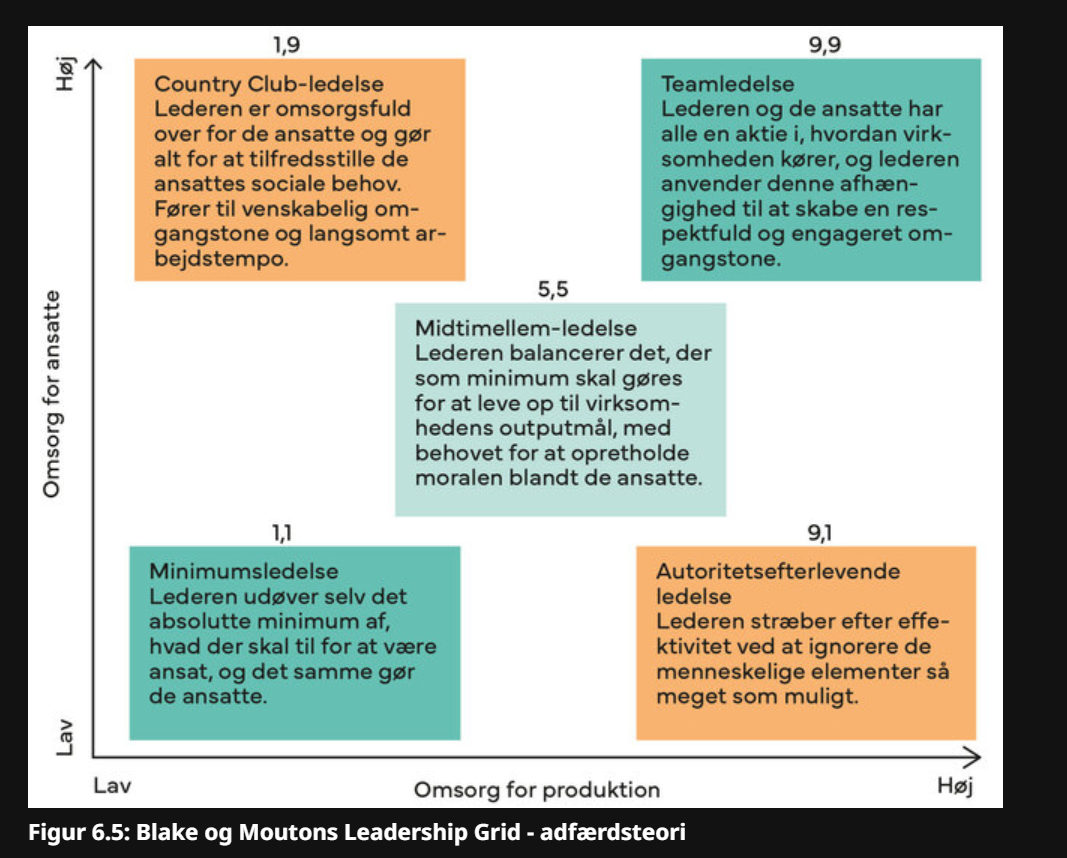 1,9
Country Club-ledelse
Lederen er omsorgsfuld
over for de ansatte og gør
alt for at tilfredsstille de
ansattes sociale behov.
Fører til venskabelig om-
gangstone og langsomt ar-
bejdstempo.
9,9
Teamledelse
Lederen og de ansatte har
alle en aktie i, hvordan virk-
somheden kører, og lederen
anvender denne afhæn-
gighed til at skabe en res-
pektfuld og engageret om-
gangstone.
5,5
Midtimellem-ledelse
Lederen balancerer det, der
som minimum skal gøres
for at leve op til virksom-
hedens outputmål, med
behovet for at opretholde
moralen blandt de ansatte.
1,1
Minimumsledelse
Lederen udøver selv det
absolutte minimum af,
hvad der skal til for at være
ansat, og det samme gør
de ansatte.
9,1
Autoritetsefterlevende
ledelse
Lederen stræber efter effe-
ktivitet ved at ignorere de
menneskelige elementer så
meget som muligt.
Høj
Omsorg for ansatte
Lav
Lav
Omsorg for produktion
Høj
Figur 6.5: Blake og Moutons Leadership Grid - adfærdsteori